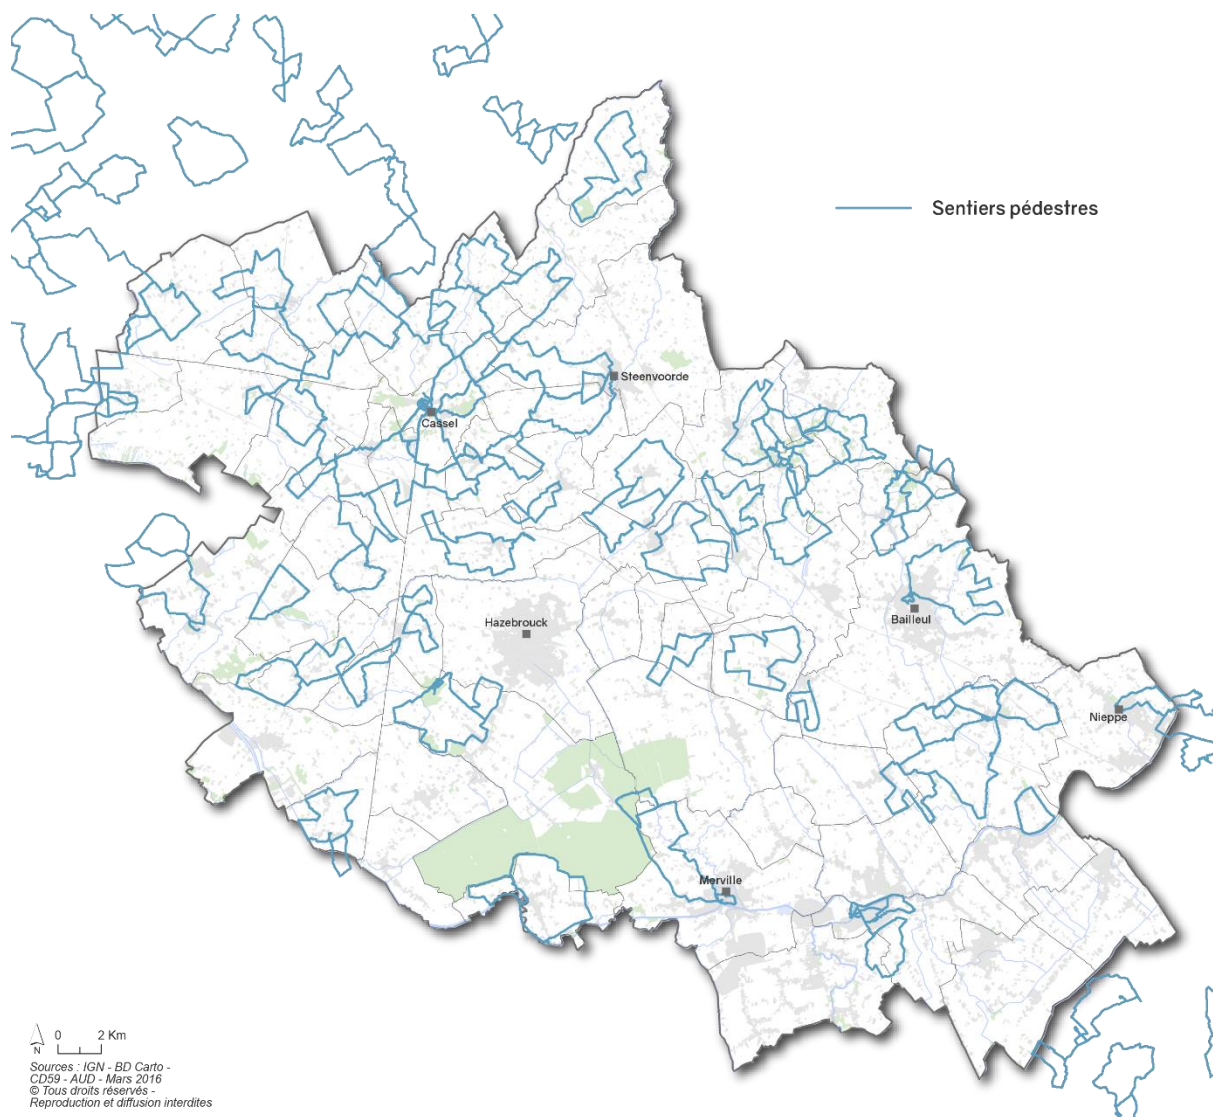 Sentiers pédestres
Steenvoorde
Cassel
Bailleul
Hazebrouck
Nieppe
Merville
N
0 2 Km
Sources : IGN - BD Carto -
CD59 - AUD - Mars 2016
© Tous droits réservés -
Reproduction et diffusion interdites